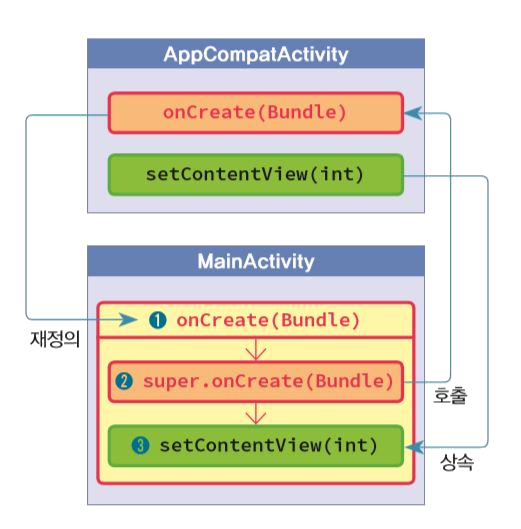 AppCompatActivity
onCreate(Bundle)
setContentView(int)
MainActivity
재정의
❶ onCreate(Bundle)
❷ super.onCreate(Bundle)
호출
❸ setContentView(int)
상속